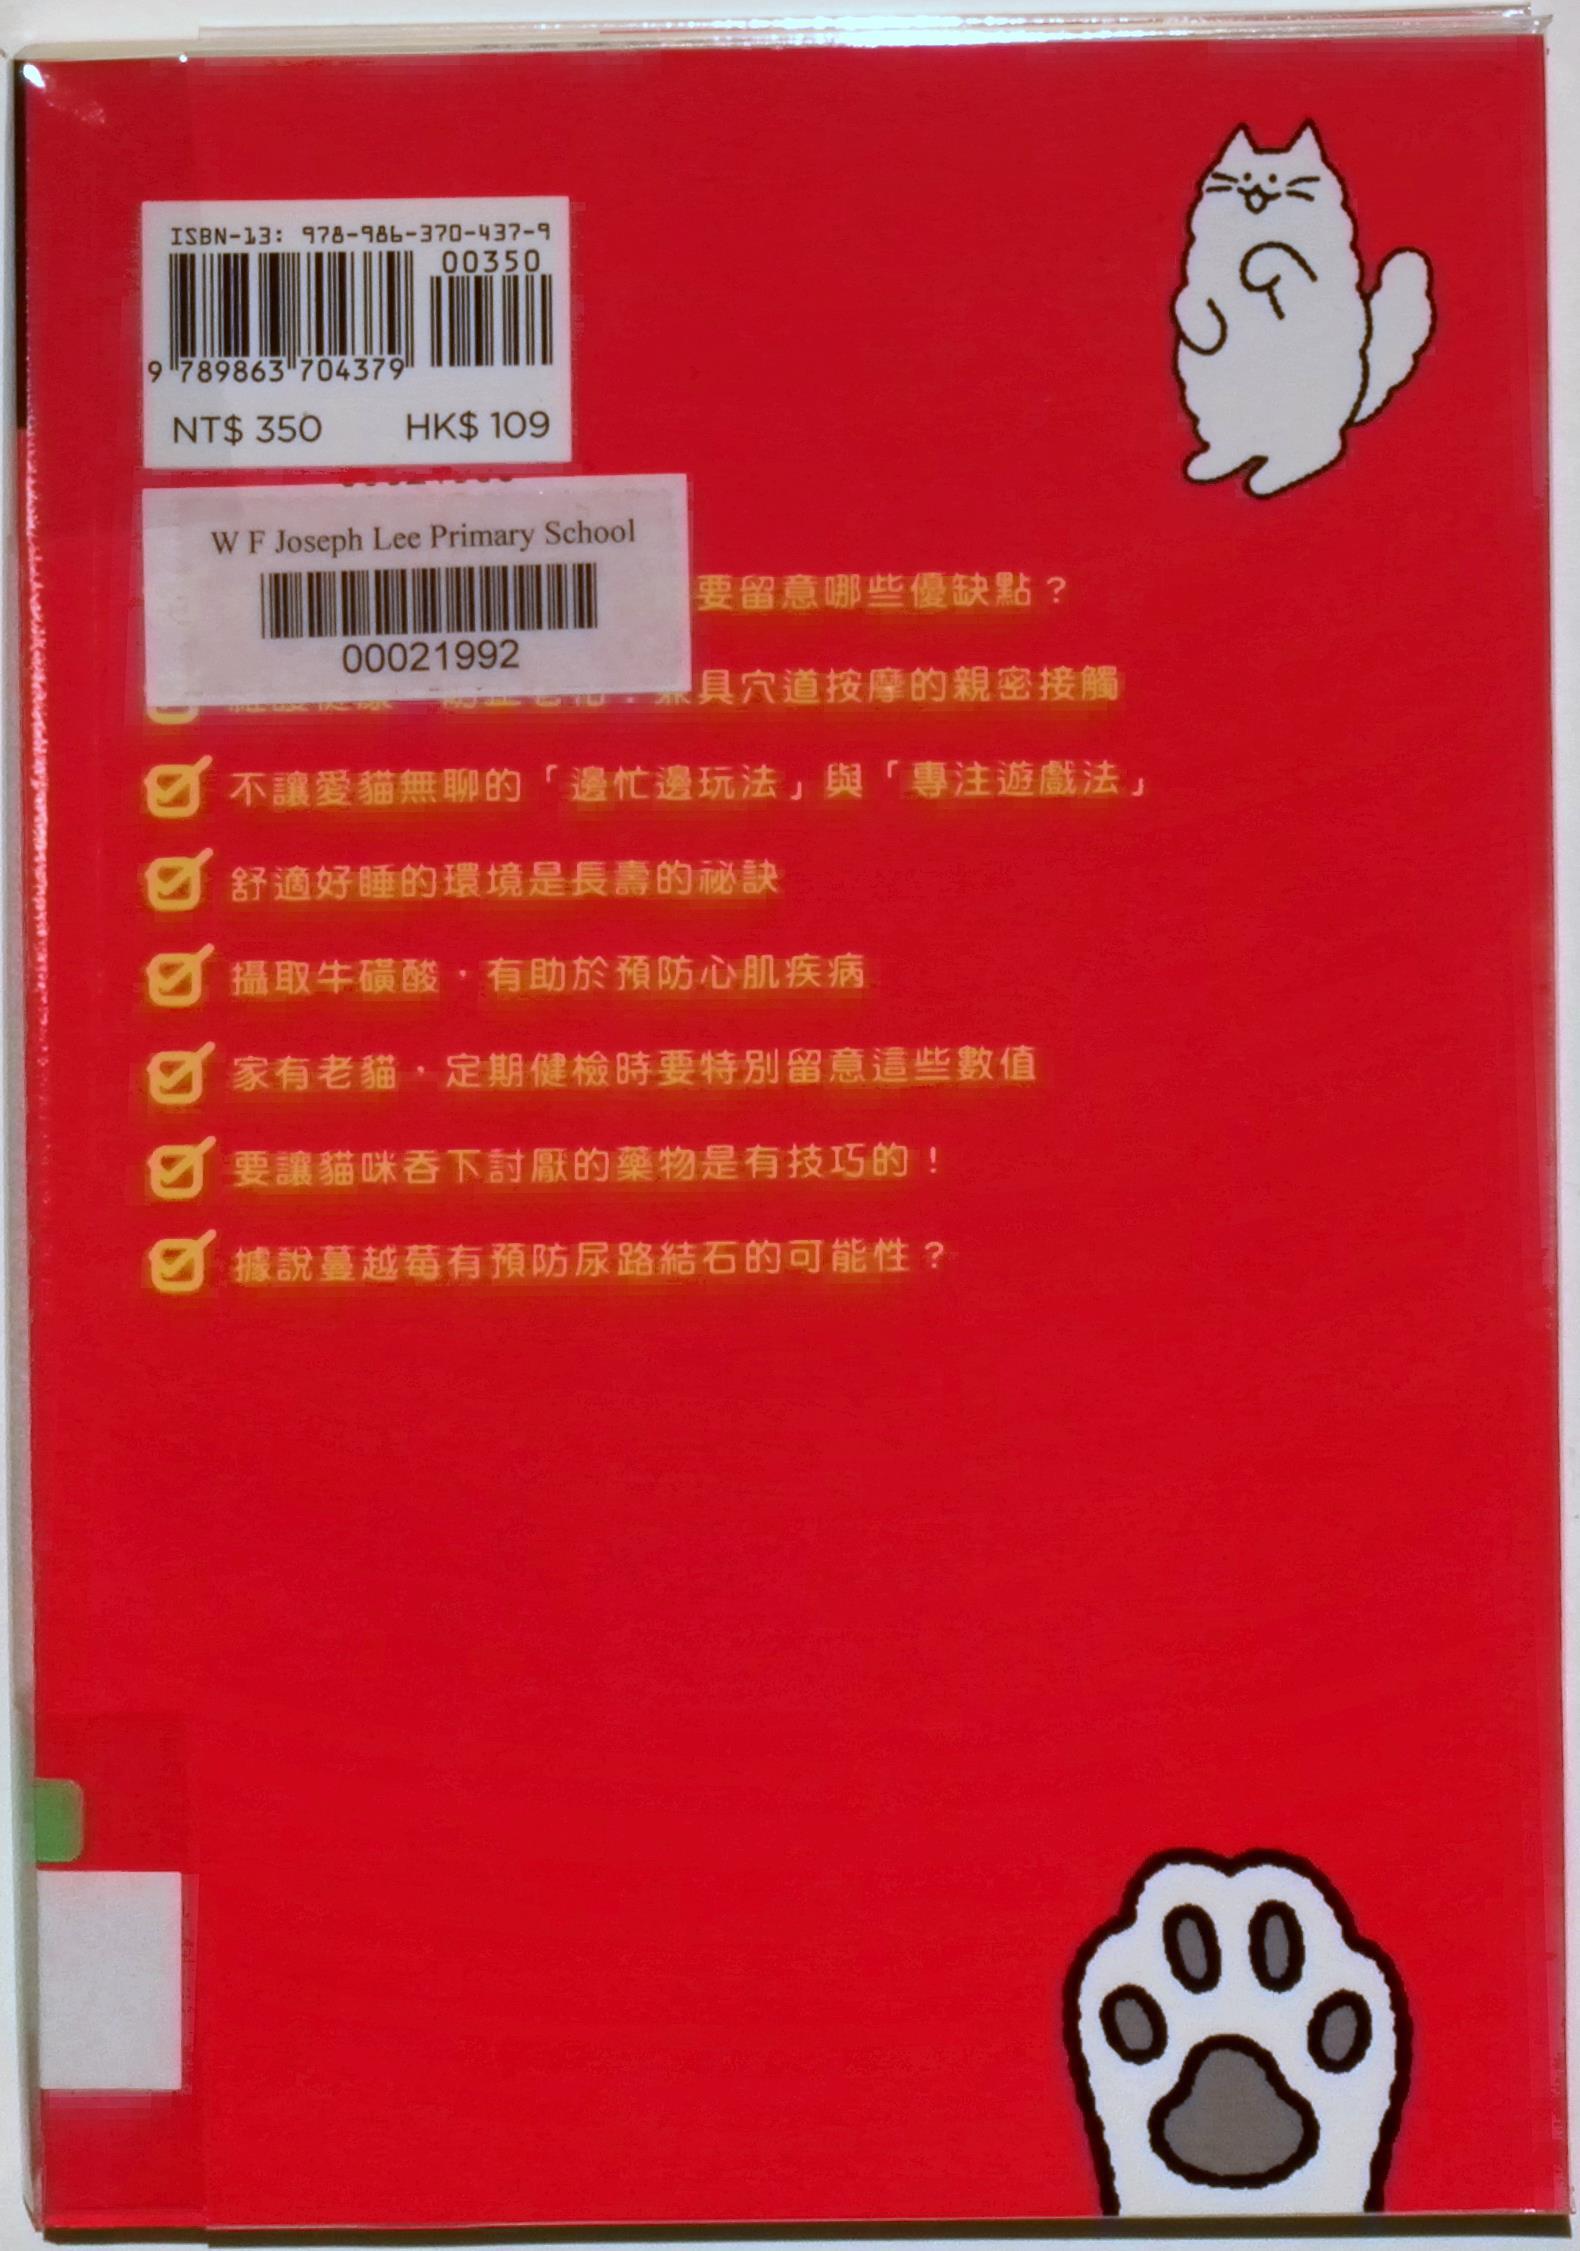 ISBN-13: 978-986-370-437-9
00350
9 789863 704379
NT$ 350 HK$ 109
W F Joseph Lee Primary School
00021992
要留意哪些優缺點？
具穴道按摩的親密接觸
不讓愛貓無聊的「邊忙邊玩法」與「專注遊戲法」
舒適好睡的環境是長壽的祕訣
攝取牛磺酸，有助於預防心肌疾病
家有老貓，定期健檢時要特別留意這些數值
要讓貓咪吞下討厭的藥物是有技巧的！
據說蔓越莓有預防尿路結石的可能性？